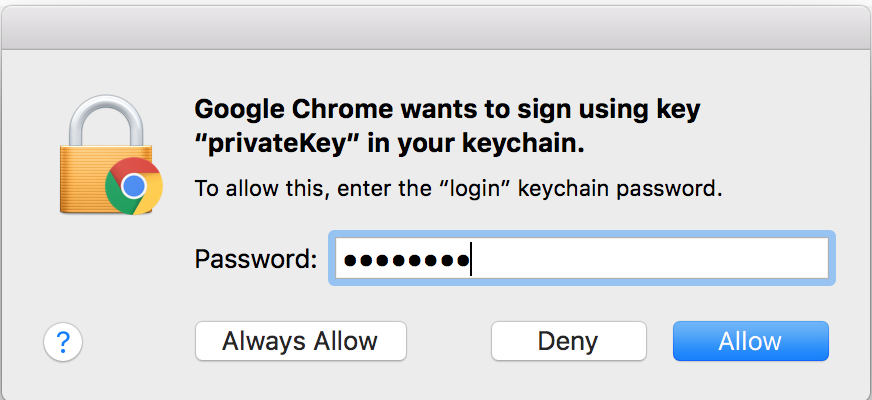 Google Chrome wants to sign using key
“privateKey” in your keychain.
To allow this, enter the “login” keychain password.
Password: ••••••••
?
Always Allow
Deny
Allow